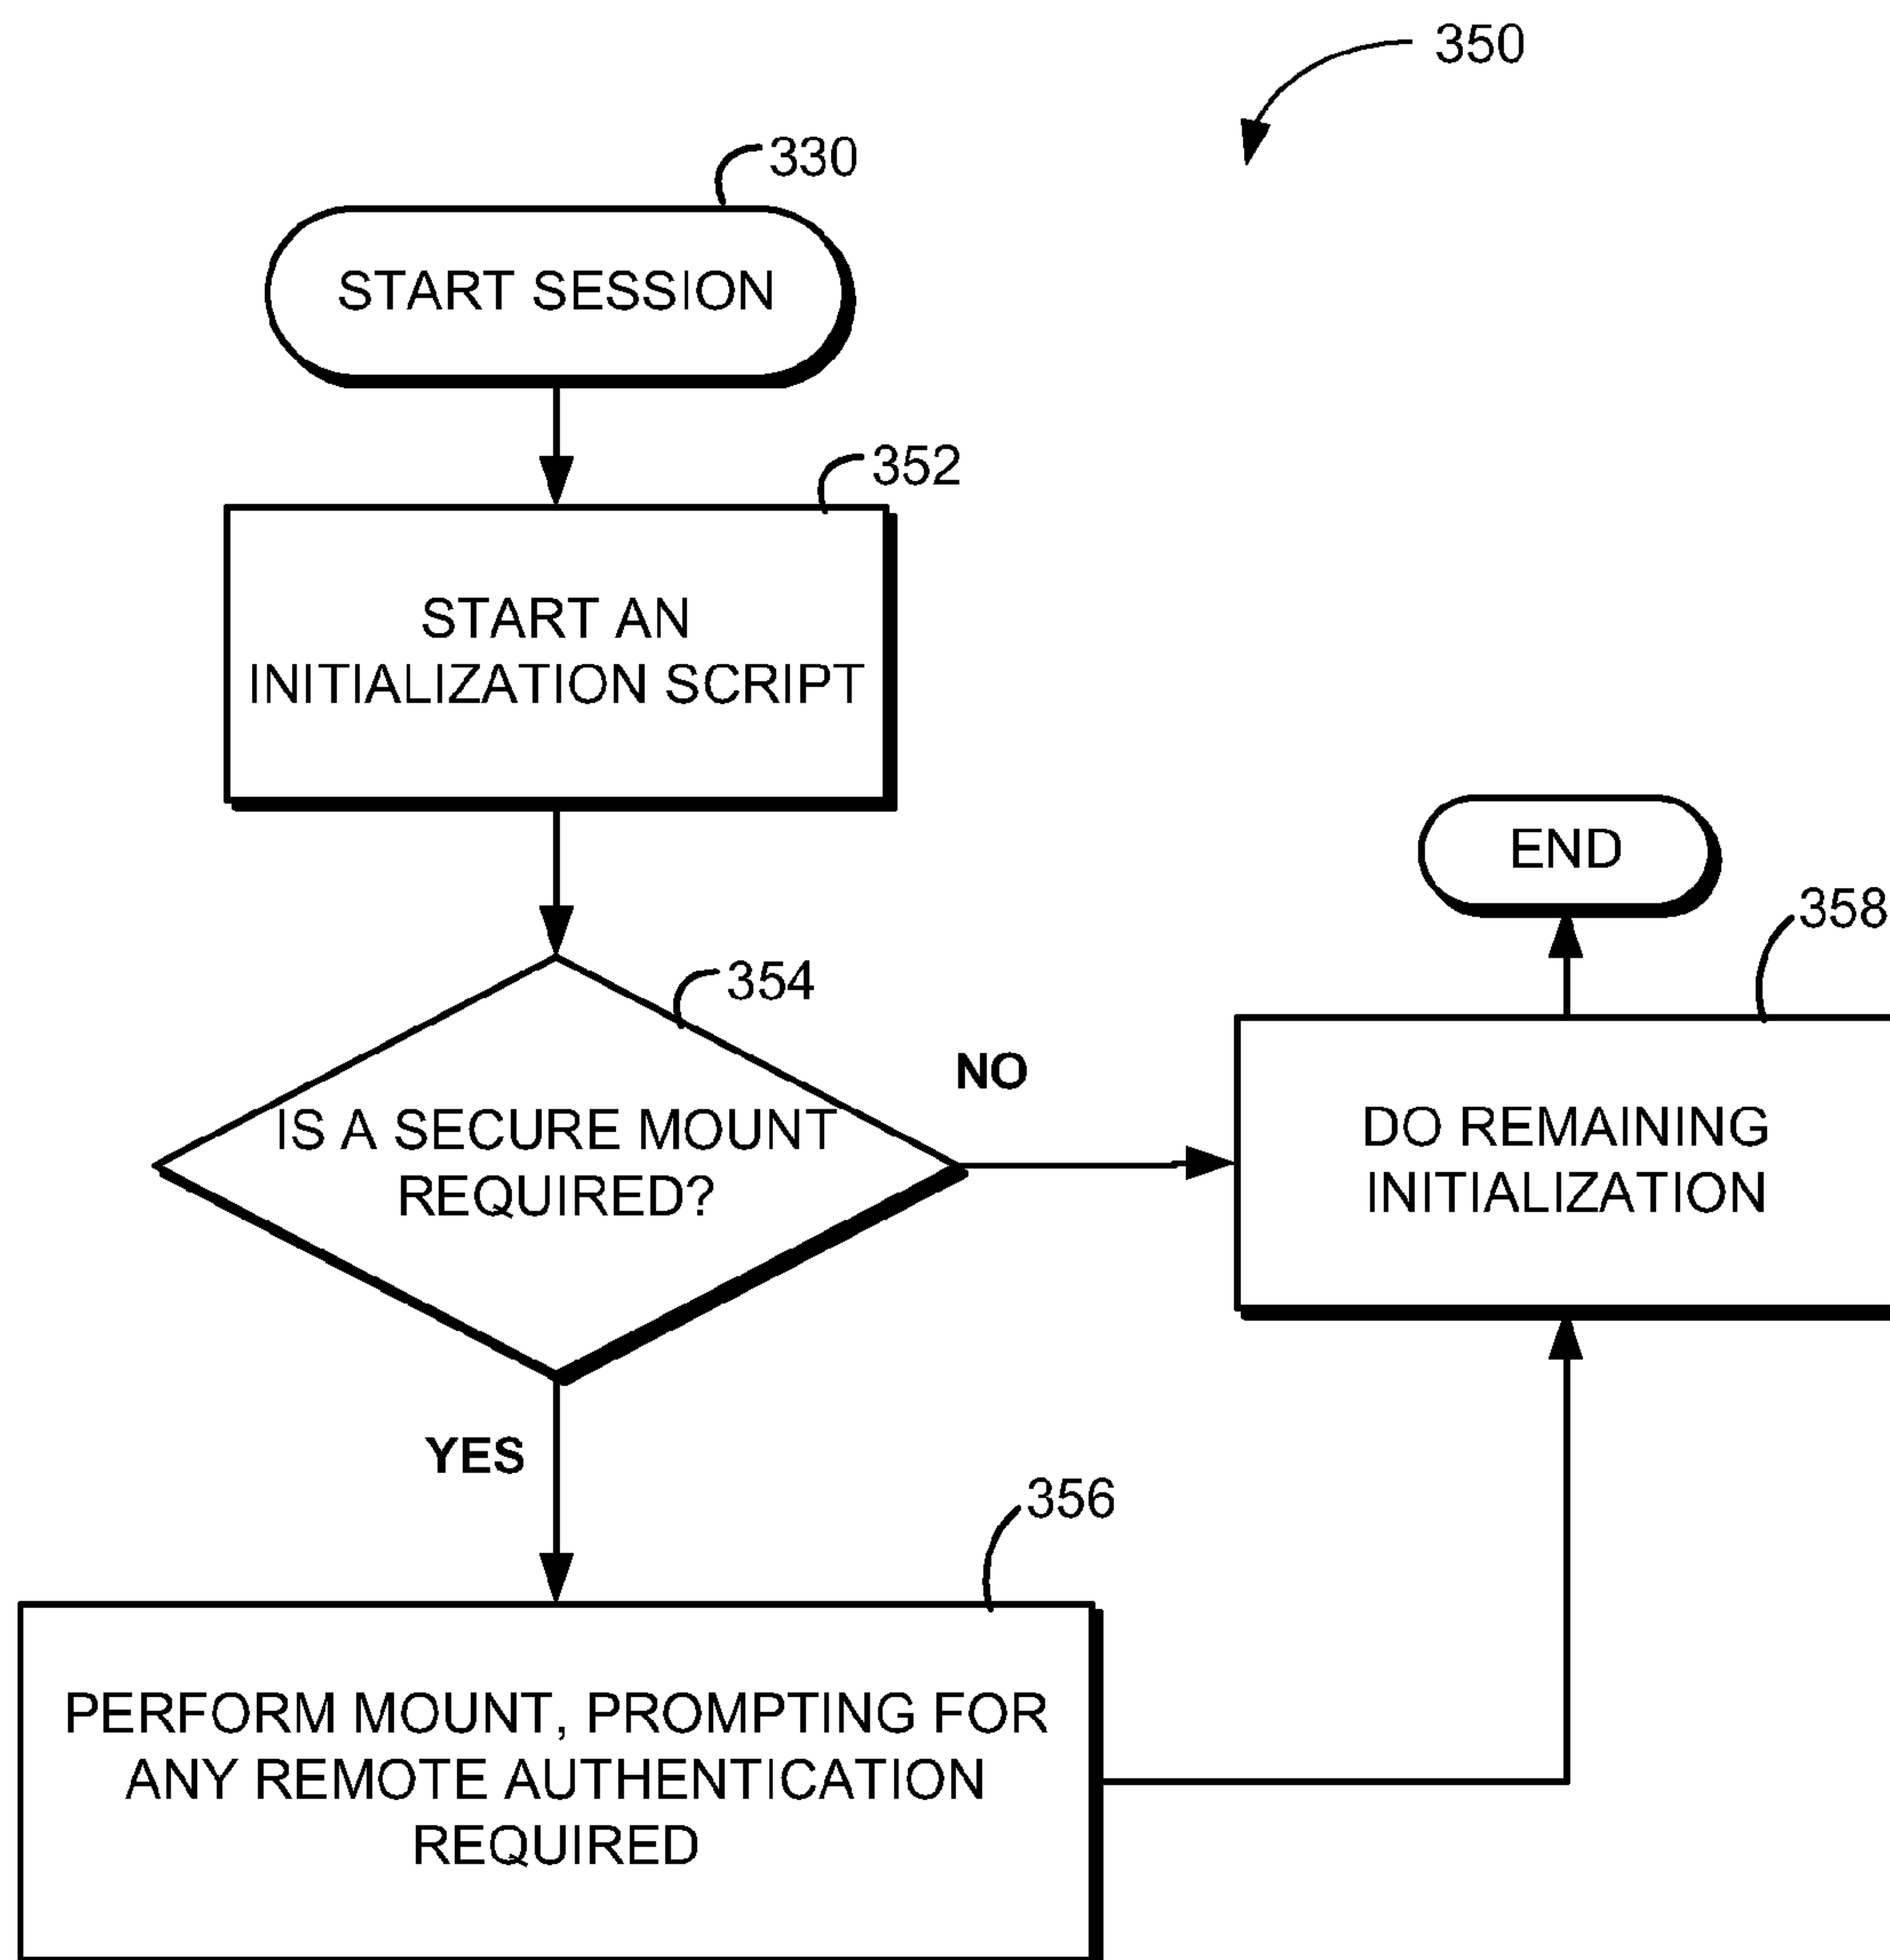 350
330
START SESSION
352
START AN
INITIALIZATION SCRIPT
354
IS A SECURE MOUNT
REQUIRED?
NO
YES
356
PERFORM MOUNT, PROMPTING FOR
ANY REMOTE AUTHENTICATION
REQUIRED
358
DO REMAINING
INITIALIZATION
END